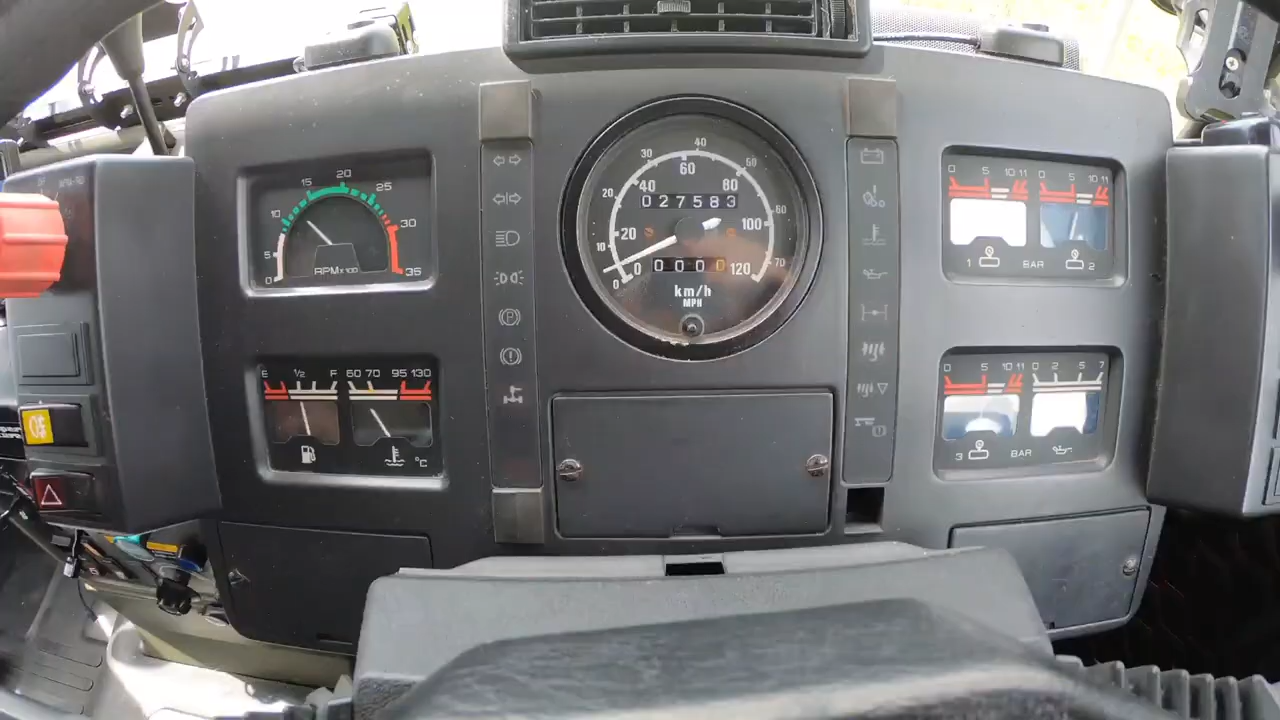 15 20 25
10 30
5
0 35
RPM x 100
E ½ F 60 70 95 130
°C
40
30 50
60
20 40 80 60
027583
20 100
10 70
0 0000 120
0
km/h
MPH
0 5 10 11 0 5 10 11
1 BAR 2
0 5 10 11 0 2 5 7
3 BAR
P